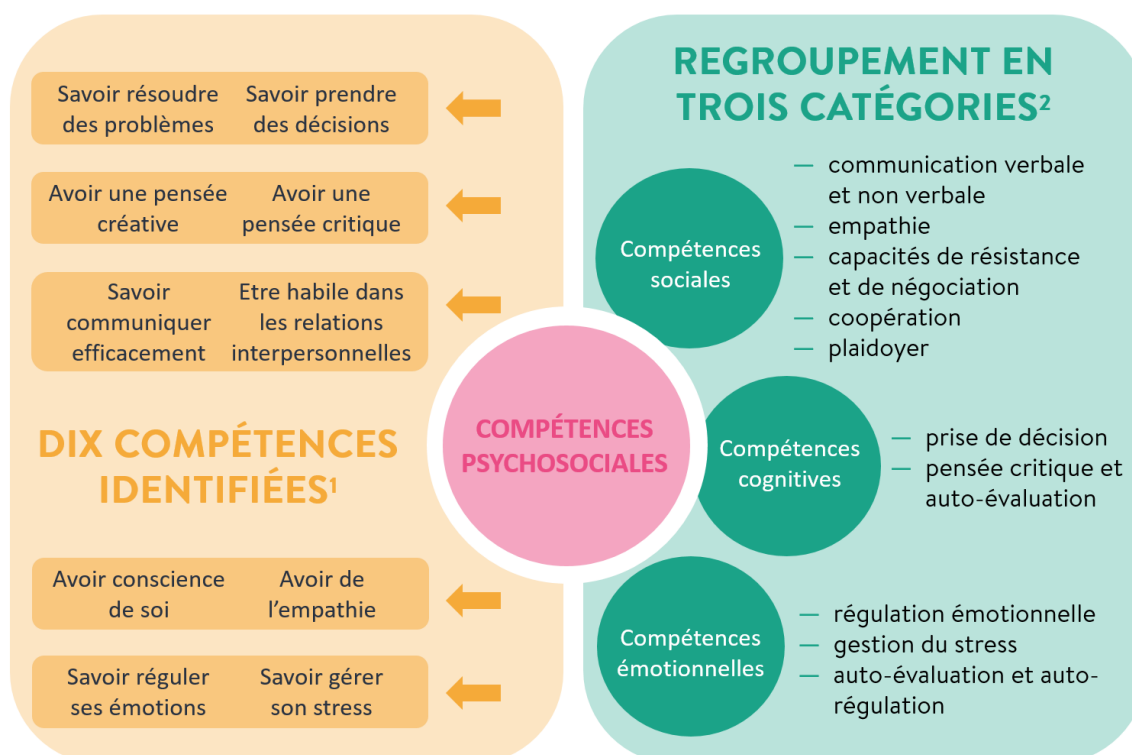 Savoir résoudre
des problèmes
Savoir prendre
des décisions
Avoir une pensée
créative
Avoir une
pensée critique
Savoir
communiquer
efficacement
Etre habile dans
les relations
interpersonnelles
DIX COMPÉTENCES
IDENTIFIÉES¹
Avoir conscience
de soi
Avoir de
l’empathie
Savoir réguler
ses émotions
Savoir gérer
son stress
COMPÉTENCES
PSYCHOSOCIALES
REGROUPEMENT EN
TROIS CATÉGORIES²
Compétences
sociales
— communication verbale
et non verbale
— empathie
— capacités de résistance
et de négociation
— coopération
— plaidoyer
Compétences
cognitives
— prise de décision
— pensée critique et
auto-évaluation
Compétences
émotionnelles
— régulation émotionnelle
— gestion du stress
— auto-évaluation et auto-
régulation